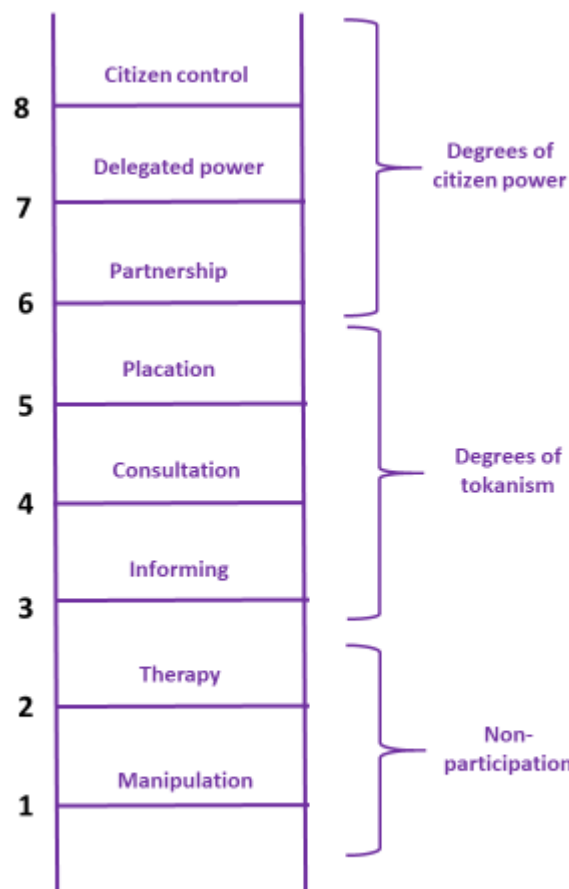 Citizen control
8
Delegated power
7
Partnership
6
Placation
5
Consultation
4
Informing
3
Therapy
2
Manipulation
1
Degrees of
citizen power
Degrees of
tokanism
Non-
participation